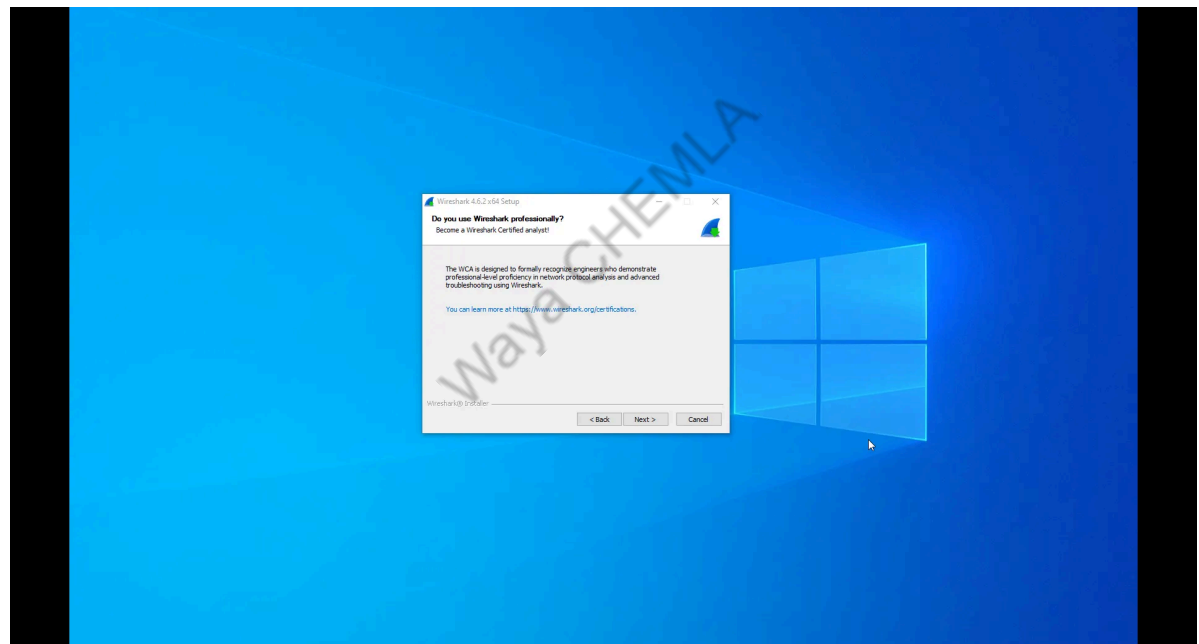 Wireshark 4.6.2 x64 Setup
Do you use Wireshark professionally?
Become a Wireshark Certified analyst!
The WCA is designed to formally recognize engineers who demonstrate
professional-level proficiency in network protocol analysis and advanced
troubleshooting using Wireshark.
You can learn more at https://www.wireshark.org/certifications.
Waya CHEMLA
Wireshark® Installer
< Back Next > Cancel